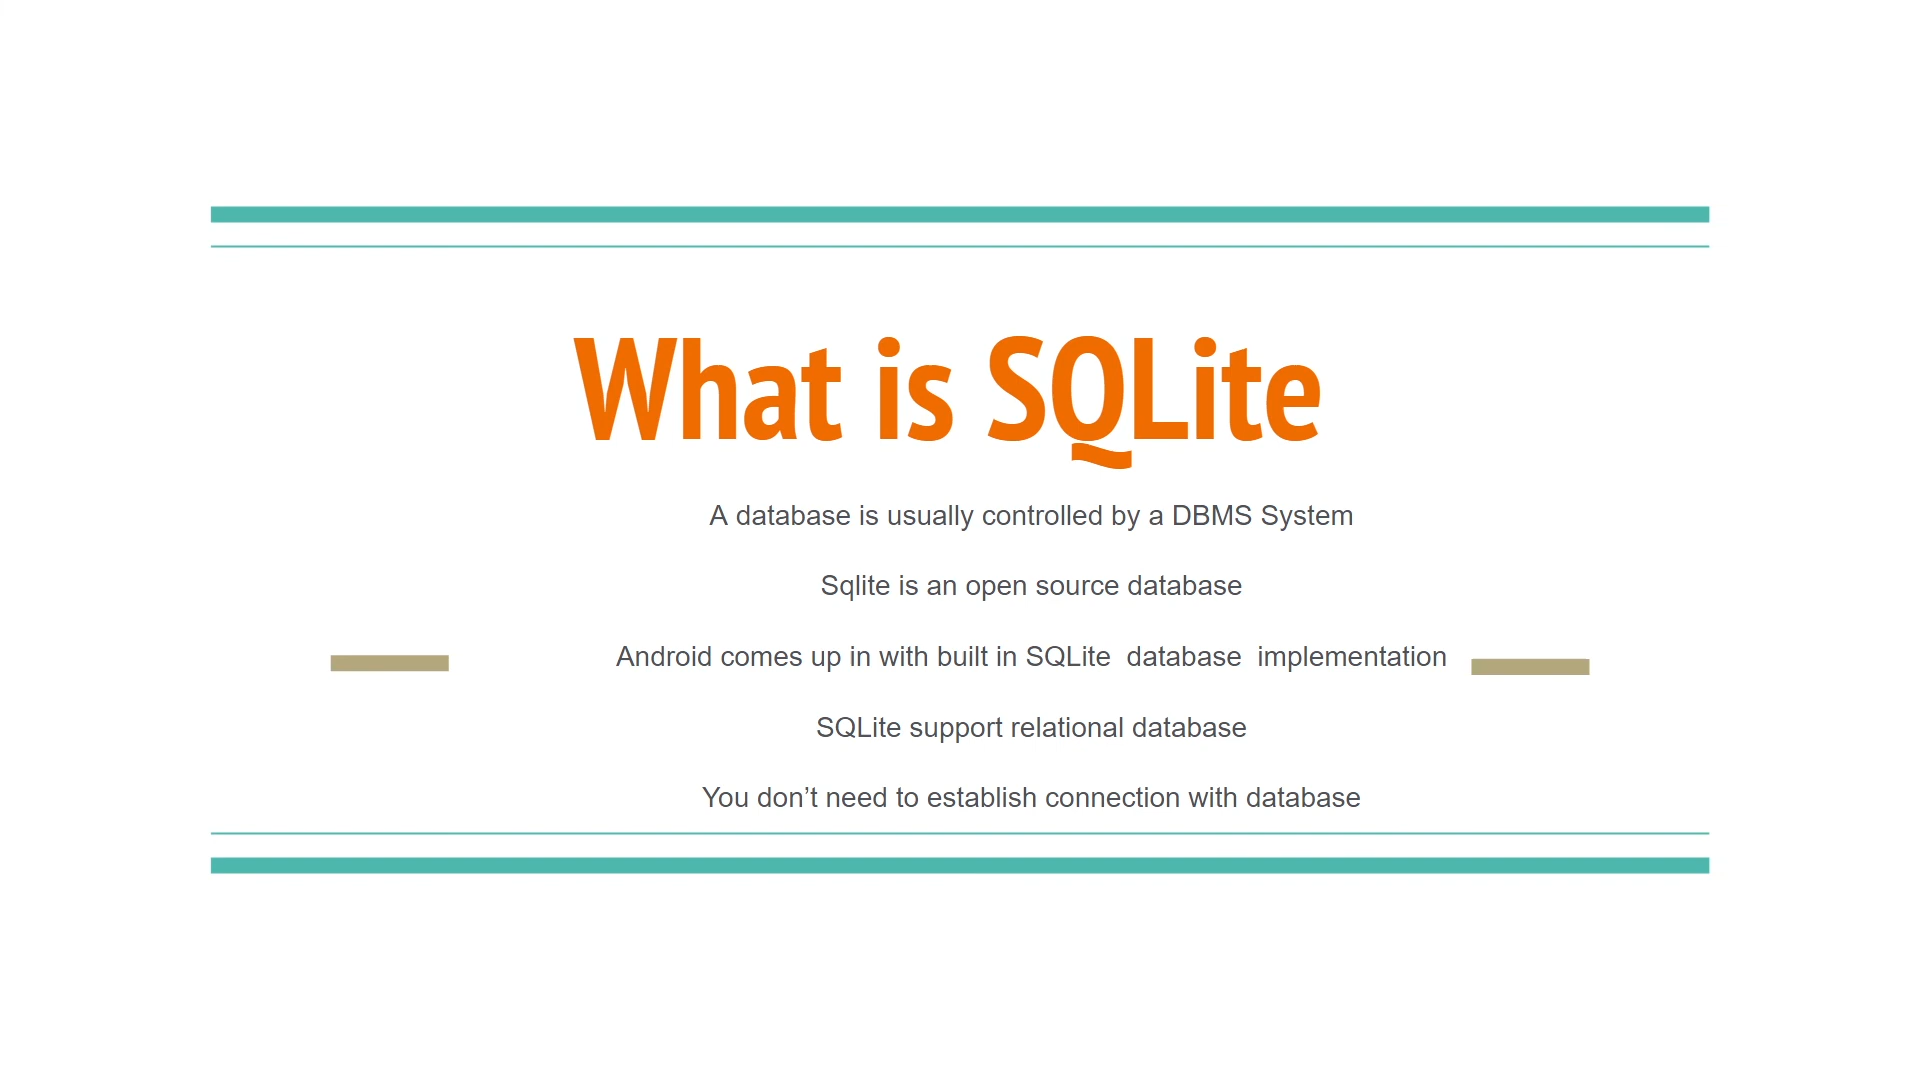 What is SQLite
A database is usually controlled by a DBMS System
Sqlite is an open source database
Android comes up in with built in SQLite  database  implementation
SQLite support relational database
You don’t need to establish connection with database